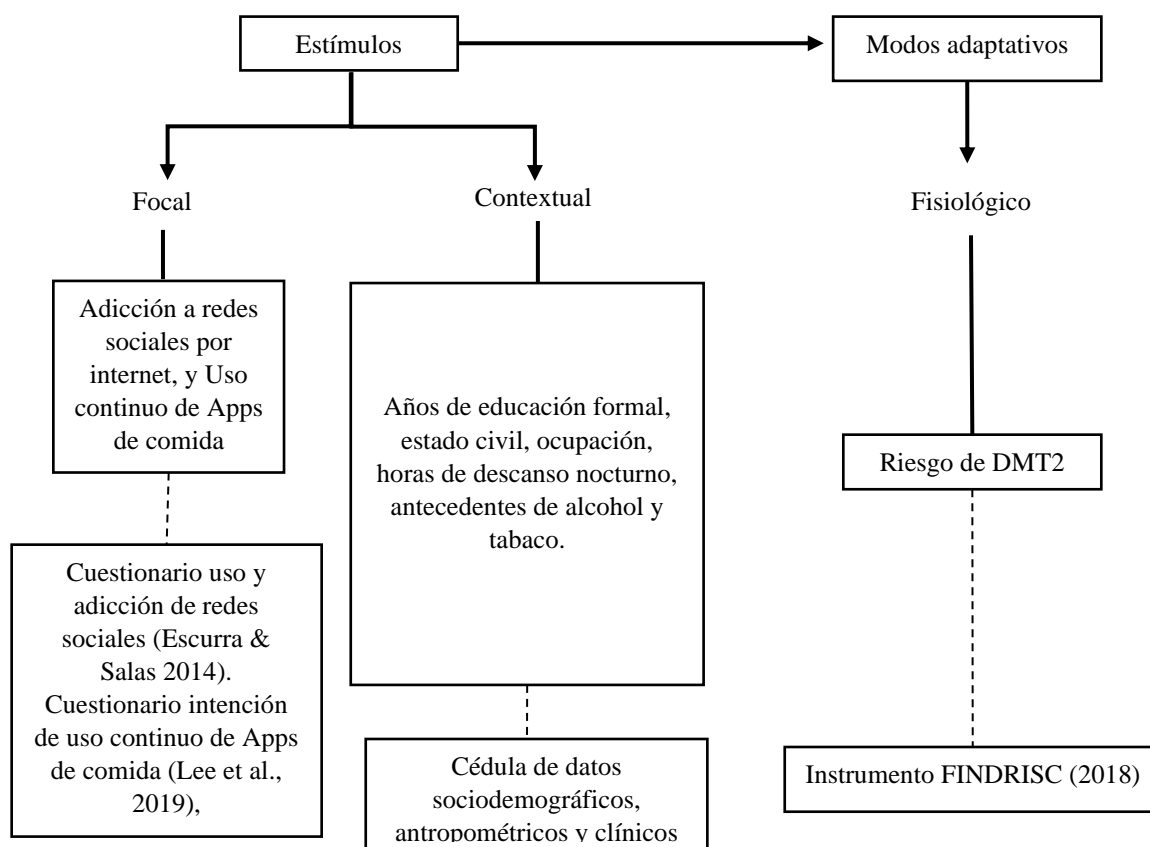 Estímulos
Modos adaptativos
Focal
Contextual
Fisiológico
Adicción a redes
sociales por
internet, y Uso
continuo de Apps
de comida
Años de educación formal,
estado civil, ocupación,
horas de descanso nocturno,
antecedentes de alcohol y
tabaco.
Riesgo de DMT2
Cuestionario uso y
adicción de redes
sociales (Escurra &
Salas 2014).
Cuestionario intención
de uso continuo de Apps
de comida (Lee et al.,
2019),
Cédula de datos
sociodemográficos,
antropométricos y clínicos
Instrumento FINDRISC (2018)